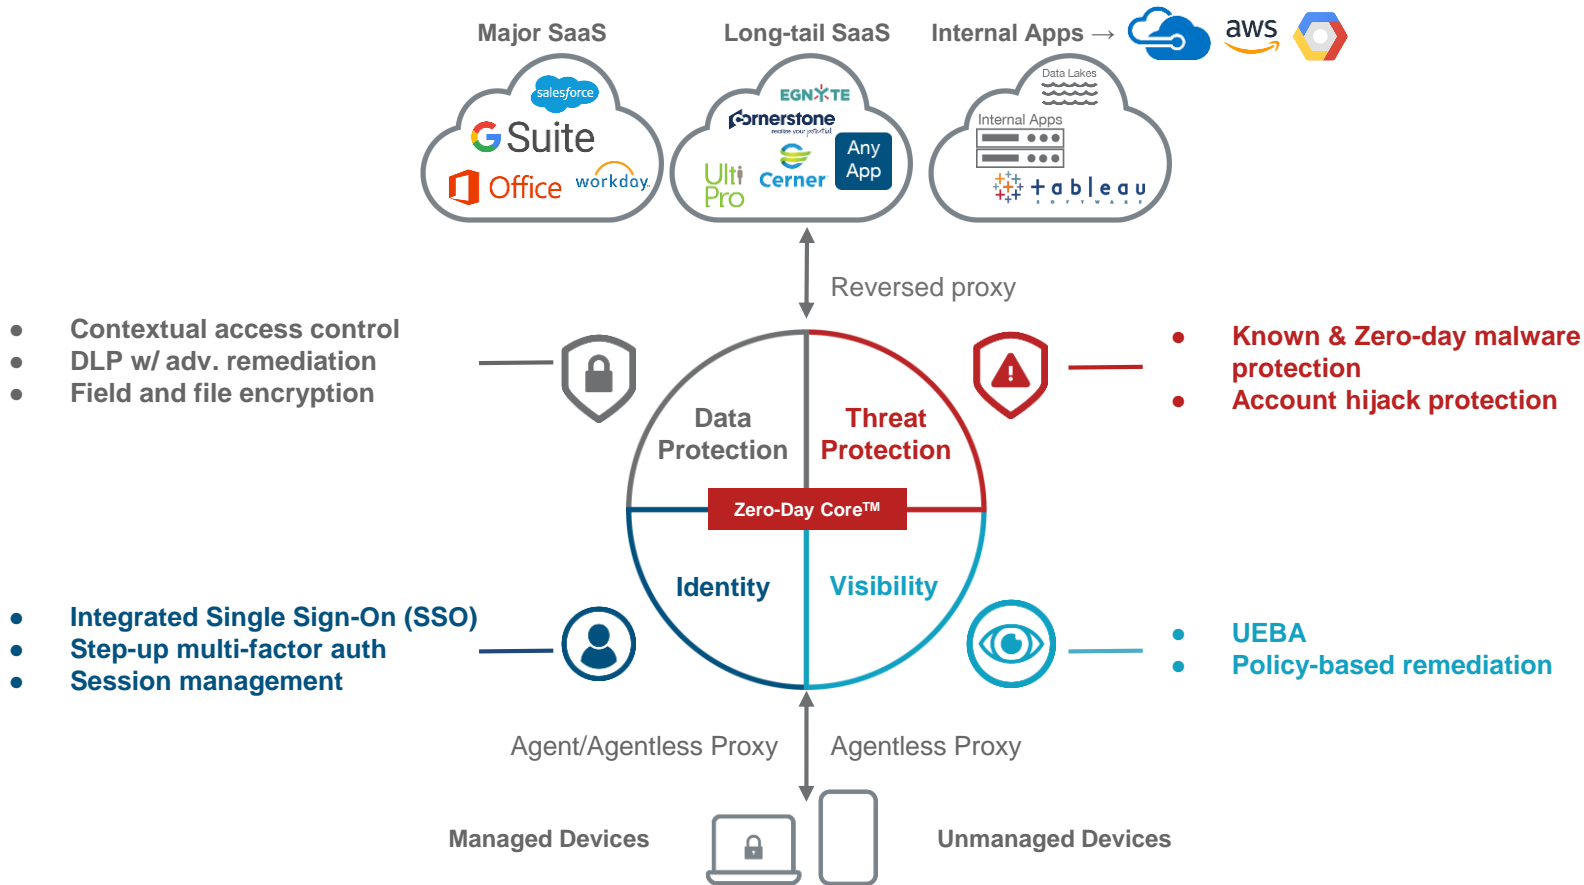 Major SaaS
Long-tail SaaS
Internal Apps →
aws
salesforce
G Suite
Office
workday
EGNYTE
Cornerstone
realize your potential
Ulti
Pro
Cerner
Any
App
Data Lakes
Internal Apps
+ a b l e a u
S O F T W A R E
Reversed proxy
● Contextual access control
● DLP w/ adv. remediation
● Field and file encryption
● Known & Zero-day malware
protection
● Account hijack protection
Data
Protection
Threat
Protection
Zero-Day Core™
Identity
Visibility
● Integrated Single Sign-On (SSO)
● Step-up multi-factor auth
● Session management
● UEBA
● Policy-based remediation
Agent/Agentless Proxy
Agentless Proxy
Managed Devices
Unmanaged Devices